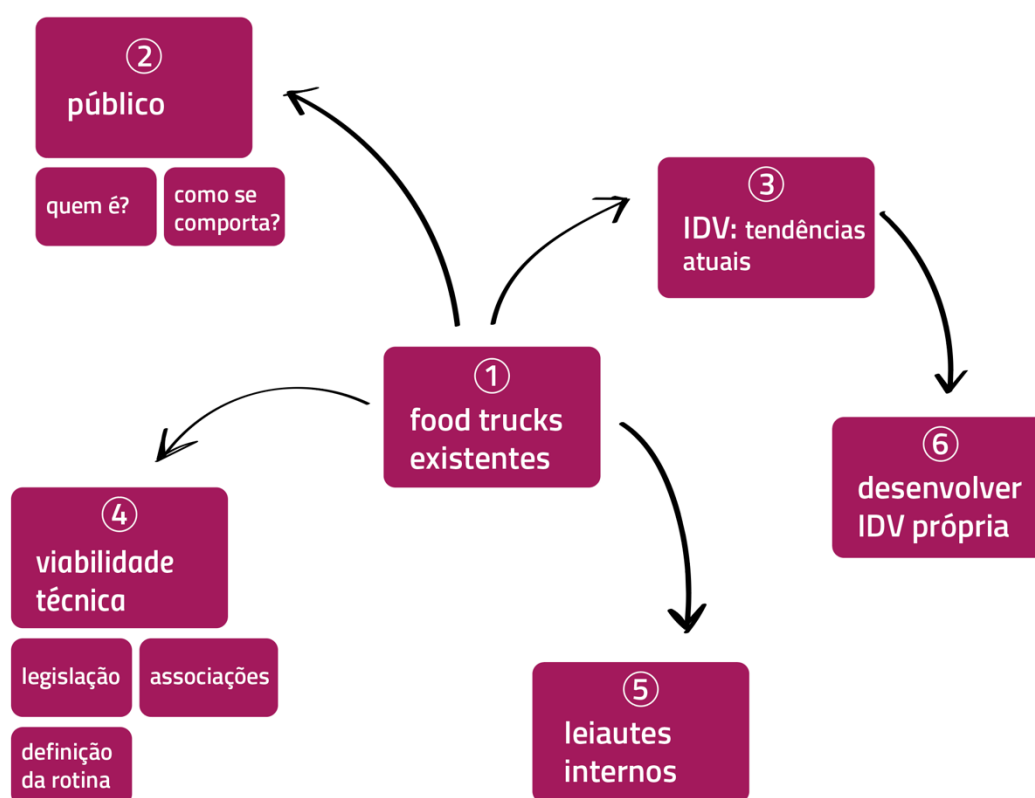 ②
público
quem é?
como se
comporta?
③
IDV: tendências
atuais
①
food trucks
existentes
④
viabilidade
técnica
legislação
associações
definição
da rotina
⑤
leiautes
internos
⑥
desenvolver
IDV própria